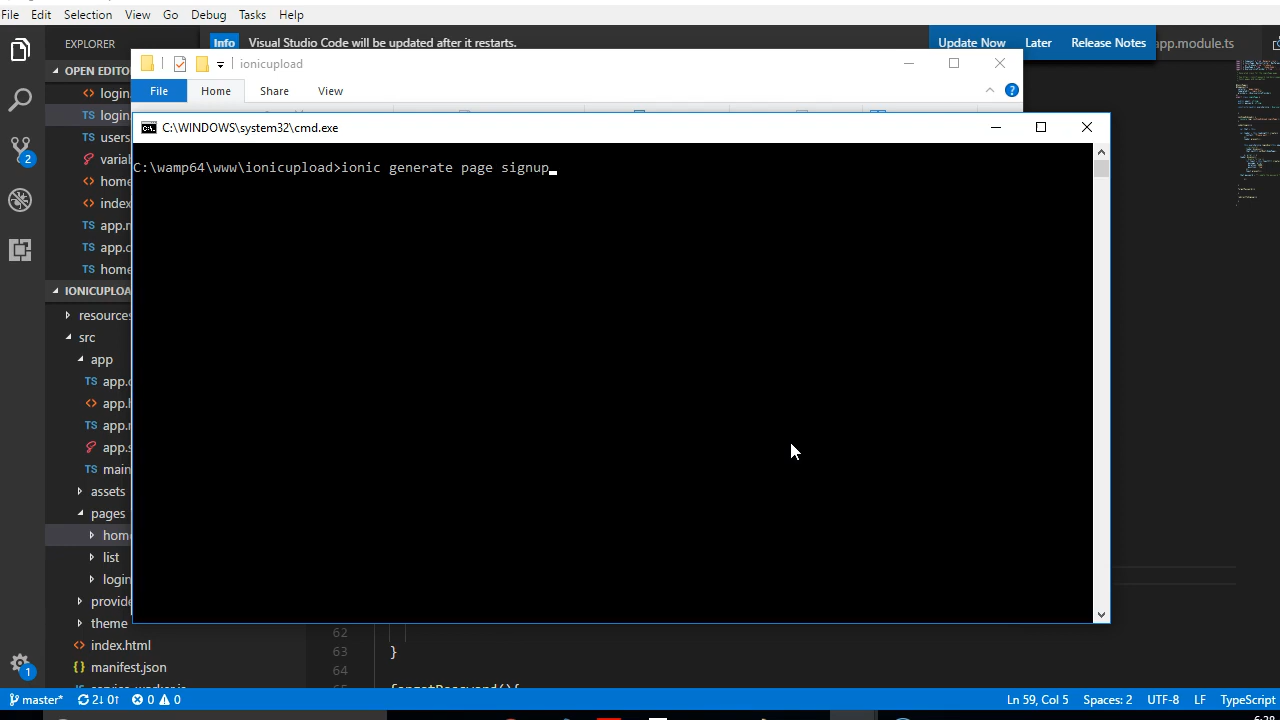 File Edit Selection View Go Debug Tasks Help
EXPLORER
Info Visual Studio Code will be updated after it restarts.
Update Now Later Release Notes
app.module.ts
OPEN EDITO
login
login
users
varial
home
index
app.r
app.c
home
IONICUPLOA
resources
src
app
app.c
app.h
app.m
app.s
main
assets
pages
home
list
login
provide
theme
index.html
manifest.json
ionicupload
File Home Share View
C:\WINDOWS\system32\cmd.exe
C:\wamp64\www\ionicupload>ionic generate page signup
62
63 }
64
master* 2↓ 0↑ 0 0
Ln 59, Col 5 Spaces: 2 UTF-8 LF TypeScript